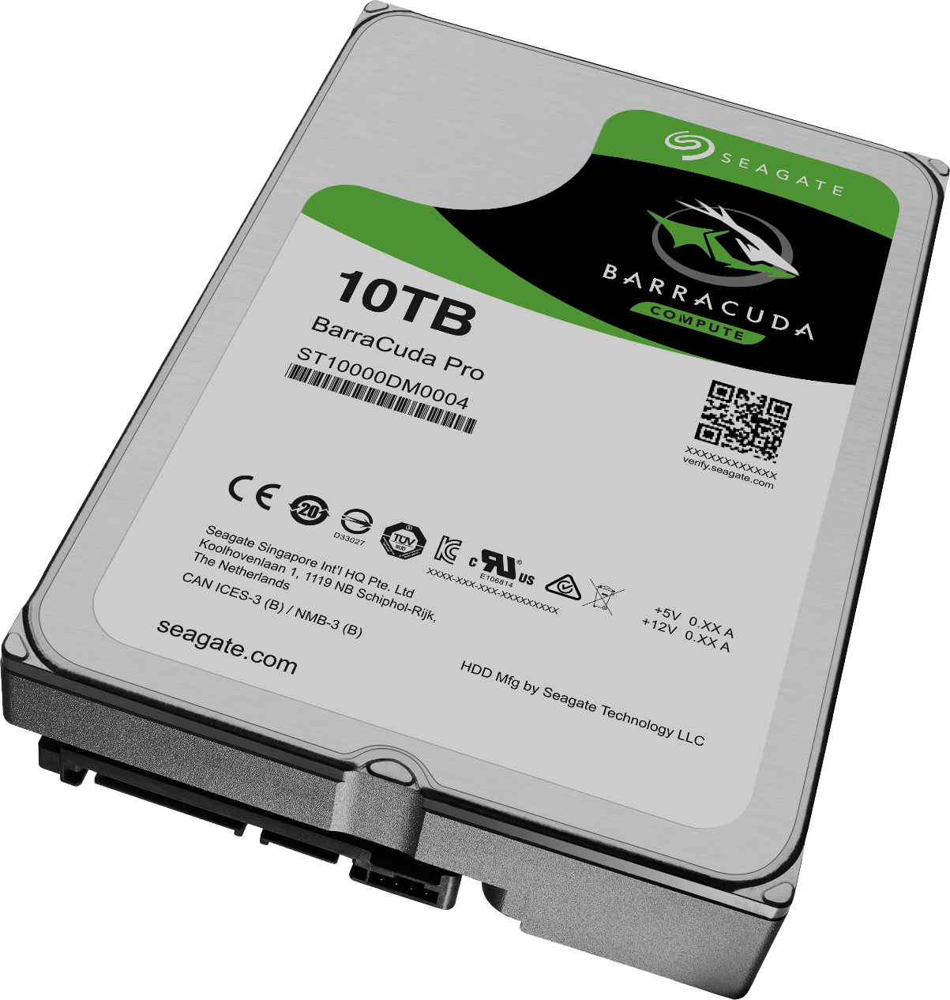 SEAGATE
BARRACUDA
COMPUTE
10TB
BarraCuda Pro
ST10000DM0004
XXXXXXXXXXXX
verify.seagate.com
CE
20
D33027
TÜV
SÜD
c RU US
®
E106814
XXXX-XXX-XXX-XXXXXXXXX
Seagate Singapore Int'l HQ Pte. Ltd
Koolhovenlaan 1, 1119 NB Schiphol-Rijk,
The Netherlands
CAN ICES-3 (B) / NMB-3 (B)
+5V 0.XX A
+12V 0.XX A
seagate.com
HDD Mfg by Seagate Technology LLC